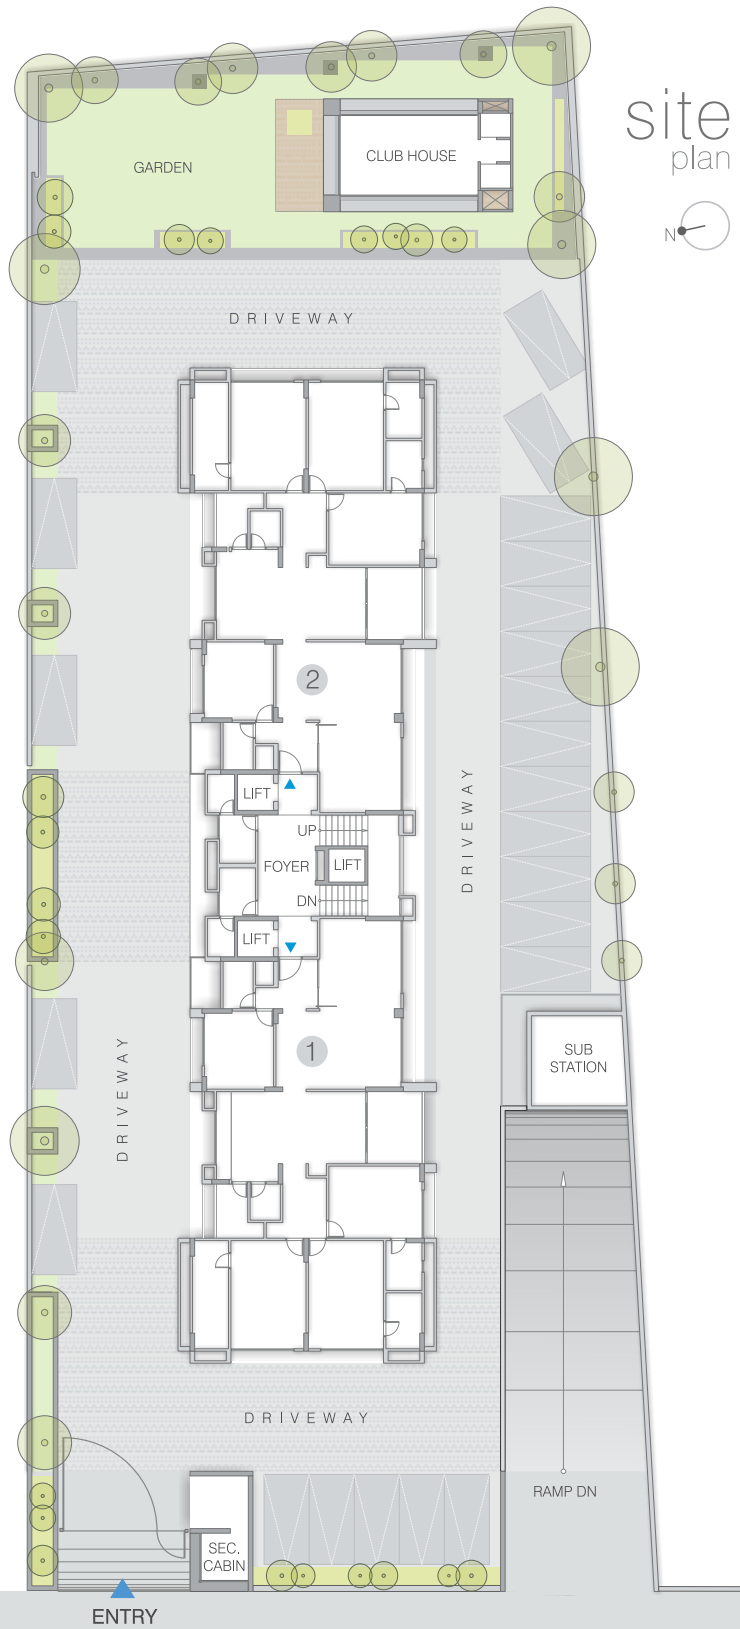 site
plan
N
GARDEN
CLUB HOUSE
DRIVEWAY
2
LIFT
UP
FOYER
LIFT
DN
LIFT
DRIVEWAY
1
DRIVEWAY
SUB
STATION
DRIVEWAY
RAMP DN
SEC.
CABIN
ENTRY